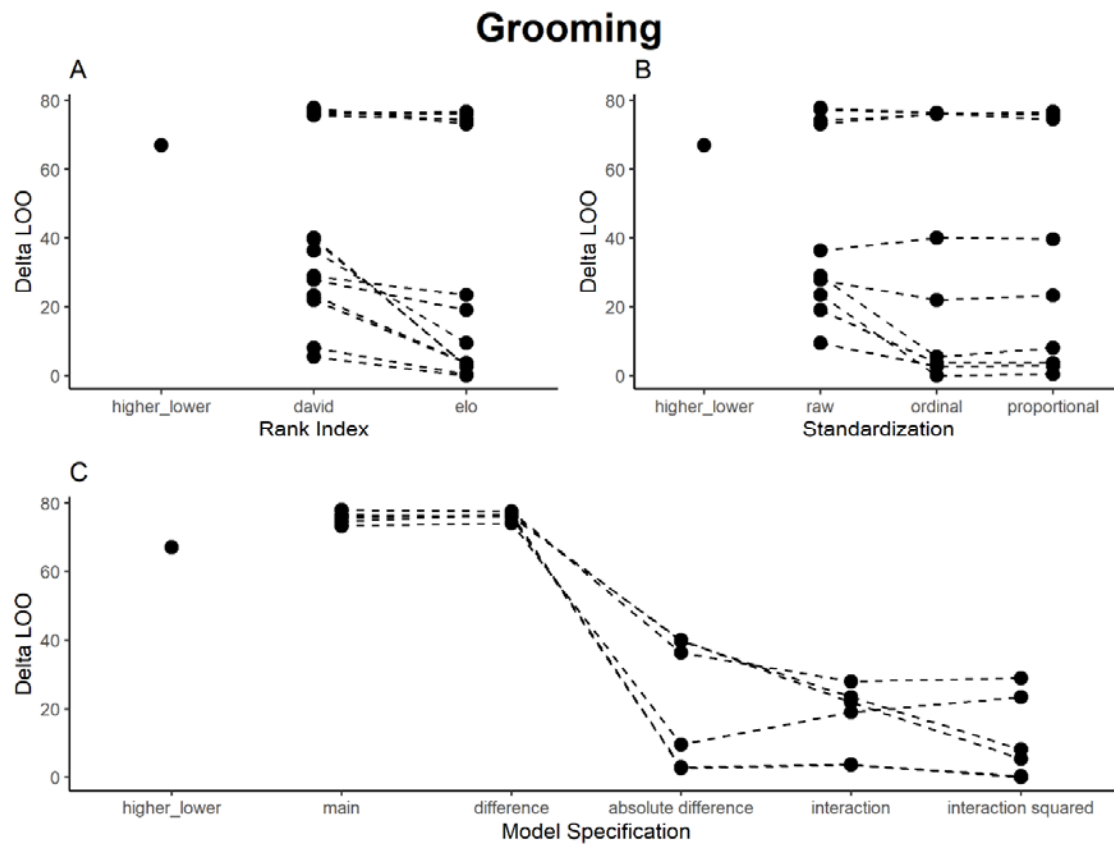 Grooming
A
B
80
60
40
20
0
Delta LOO
higher_lower
david
elo
Rank Index
80
60
40
20
0
Delta LOO
higher_lower
raw
ordinal
proportional
Standardization
C
80
60
40
20
0
Delta LOO
higher_lower
main
difference
absolute difference
interaction
interaction squared
Model Specification